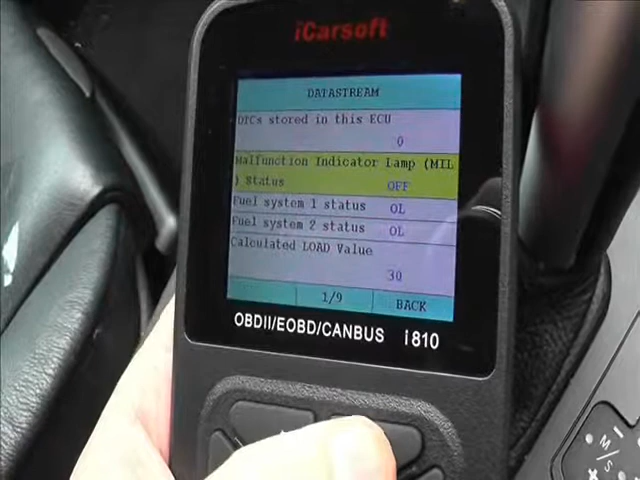 iCarsoft
DATASTREAM
DTCs stored in this ECU
0
Malfunction Indicator Lamp (MIL
) Status OFF
Fuel system 1 status OL
Fuel system 2 status OL
Calculated LOAD Value
30
1/9 BACK
OBDII/EOBD/CANBUS i810
M/S
+